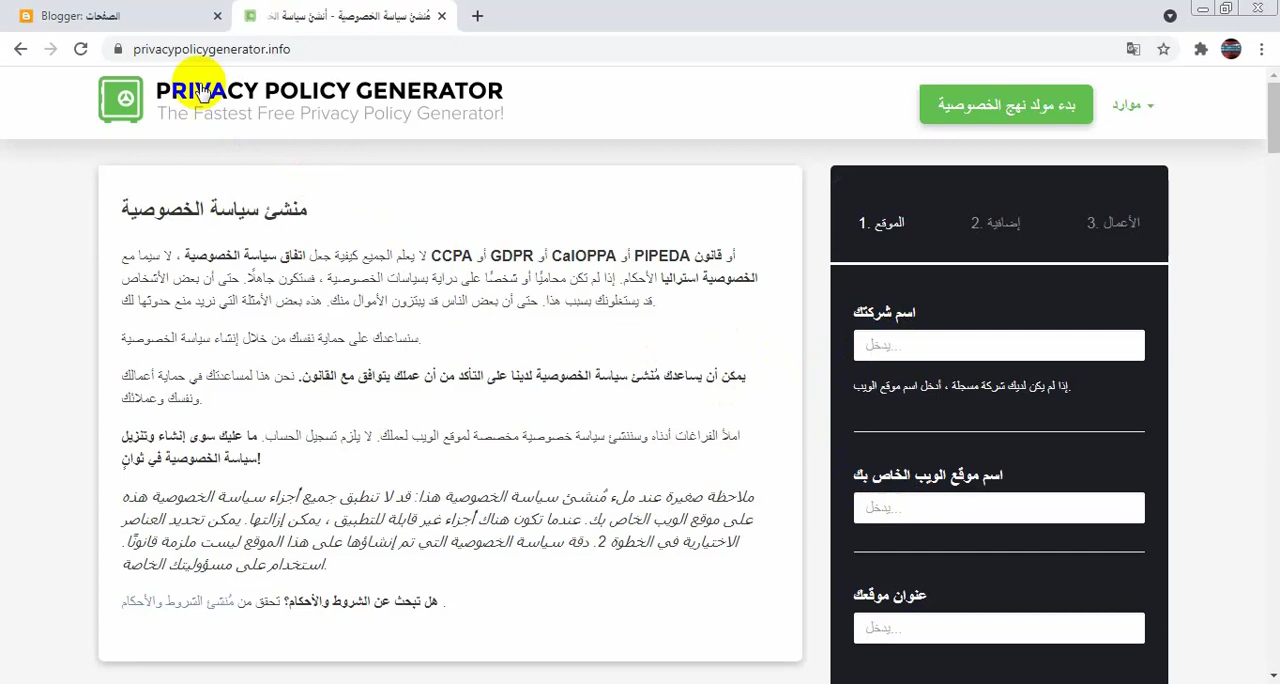 Blogger: الصفحات
مُنشئ سياسة الخصوصية - أنشئ سياسة الخ
privacypolicygenerator.info
PRIVACY POLICY GENERATOR
The Fastest Free Privacy Policy Generator!
بدء مولد نهج الخصوصية
موارد
منشئ سياسة الخصوصية
لا يعلم الجميع كيفية جعل اتفاق سياسة الخصوصية ، لا سيما مع CCPA أو GDPR أو CalOPPA أو PIPEDA أو قانون
الخصوصية استراليا الأحكام. إذا لم تكن محاميًا أو شخصًا على دراية بسياسات الخصوصية ، فستكون جاهلًا. حتى أن بعض الأشخاص
قد يستغلونك بسبب هذا. حتى أن بعض الناس قد يبتزون الأموال منك. هذه بعض الأمثلة التي نريد منع حدوثها لك.
سنساعدك على حماية نفسك من خلال إنشاء سياسة الخصوصية.
يمكن أن يساعدك مُنشئ سياسة الخصوصية لدينا على التأكد من أن عملك يتوافق مع القانون. نحن هنا لمساعدتك في حماية أعمالك
ونفسك وعملائك.
املأ الفراغات أدناه وسننشئ سياسة خصوصية مخصصة لموقع الويب لعملك. لا يلزم تسجيل الحساب. ما عليك سوى إنشاء وتنزيل
سياسة الخصوصية في ثوانٍ!
ملاحظة صغيرة عند ملء مُنشئ سياسة الخصوصية هذا: قد لا تنطبق جميع أجزاء سياسة الخصوصية هذه
على موقع الويب الخاص بك. عندما تكون هناك أجزاء غير قابلة للتطبيق ، يمكن إزالتها. يمكن تحديد العناصر
الاختيارية في الخطوة 2. دقة سياسة الخصوصية التي تم إنشاؤها على هذا الموقع ليست ملزمة قانونًا.
استخدام على مسؤوليتك الخاصة.
هل تبحث عن الشروط والأحكام؟ تحقق من مُنشئ الشروط والأحكام .
1. الموقع
2. إضافية
3. الأعمال
اسم شركتك
يدخل...
إذا لم يكن لديك شركة مسجلة ، أدخل اسم موقع الويب.
اسم موقع الويب الخاص بك
يدخل...
عنوان موقعك
يدخل...